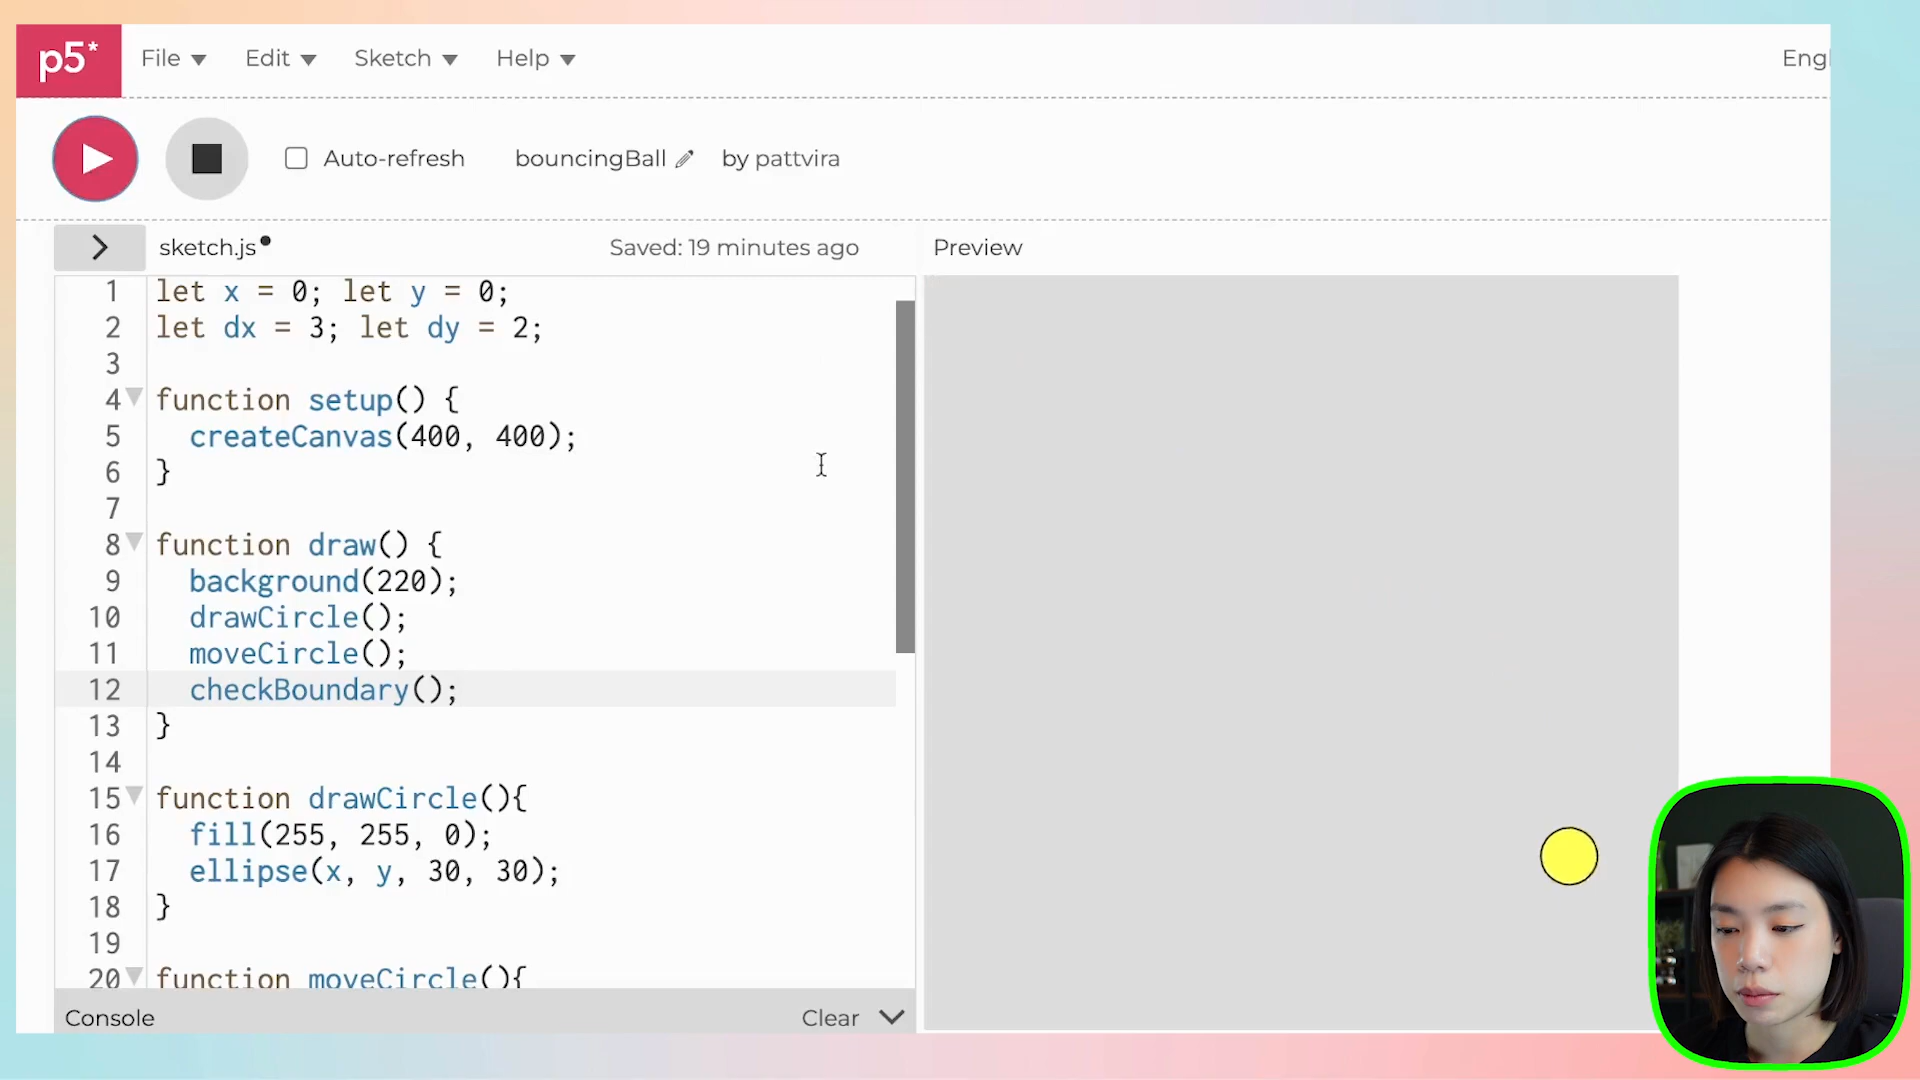 p5* File Edit Sketch Help Engl
Auto-refresh bouncingBall by pattvira
> sketch.js Saved: 19 minutes ago Preview
1 let x = 0; let y = 0;
2 let dx = 3; let dy = 2;
3
4 function setup() {
5 createCanvas(400, 400);
6 }
7
8 function draw() {
9 background(220);
10 drawCircle();
11 moveCircle();
12 checkBoundary();
13 }
14
15 function drawCircle(){
16 fill(255, 255, 0);
17 ellipse(x, y, 30, 30);
18 }
19
20 function moveCircle(){
Console Clear